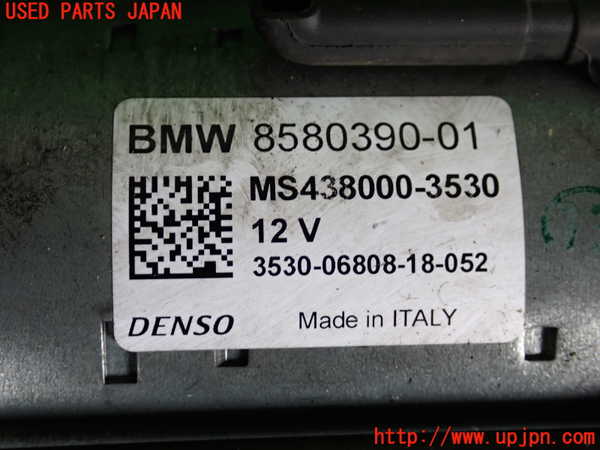 USED PARTS JAPAN
BMW 8580390-01
MS438000-3530
12 V
3530-06808-18-052
DENSO Made in ITALY
http://www.upjpn.com/